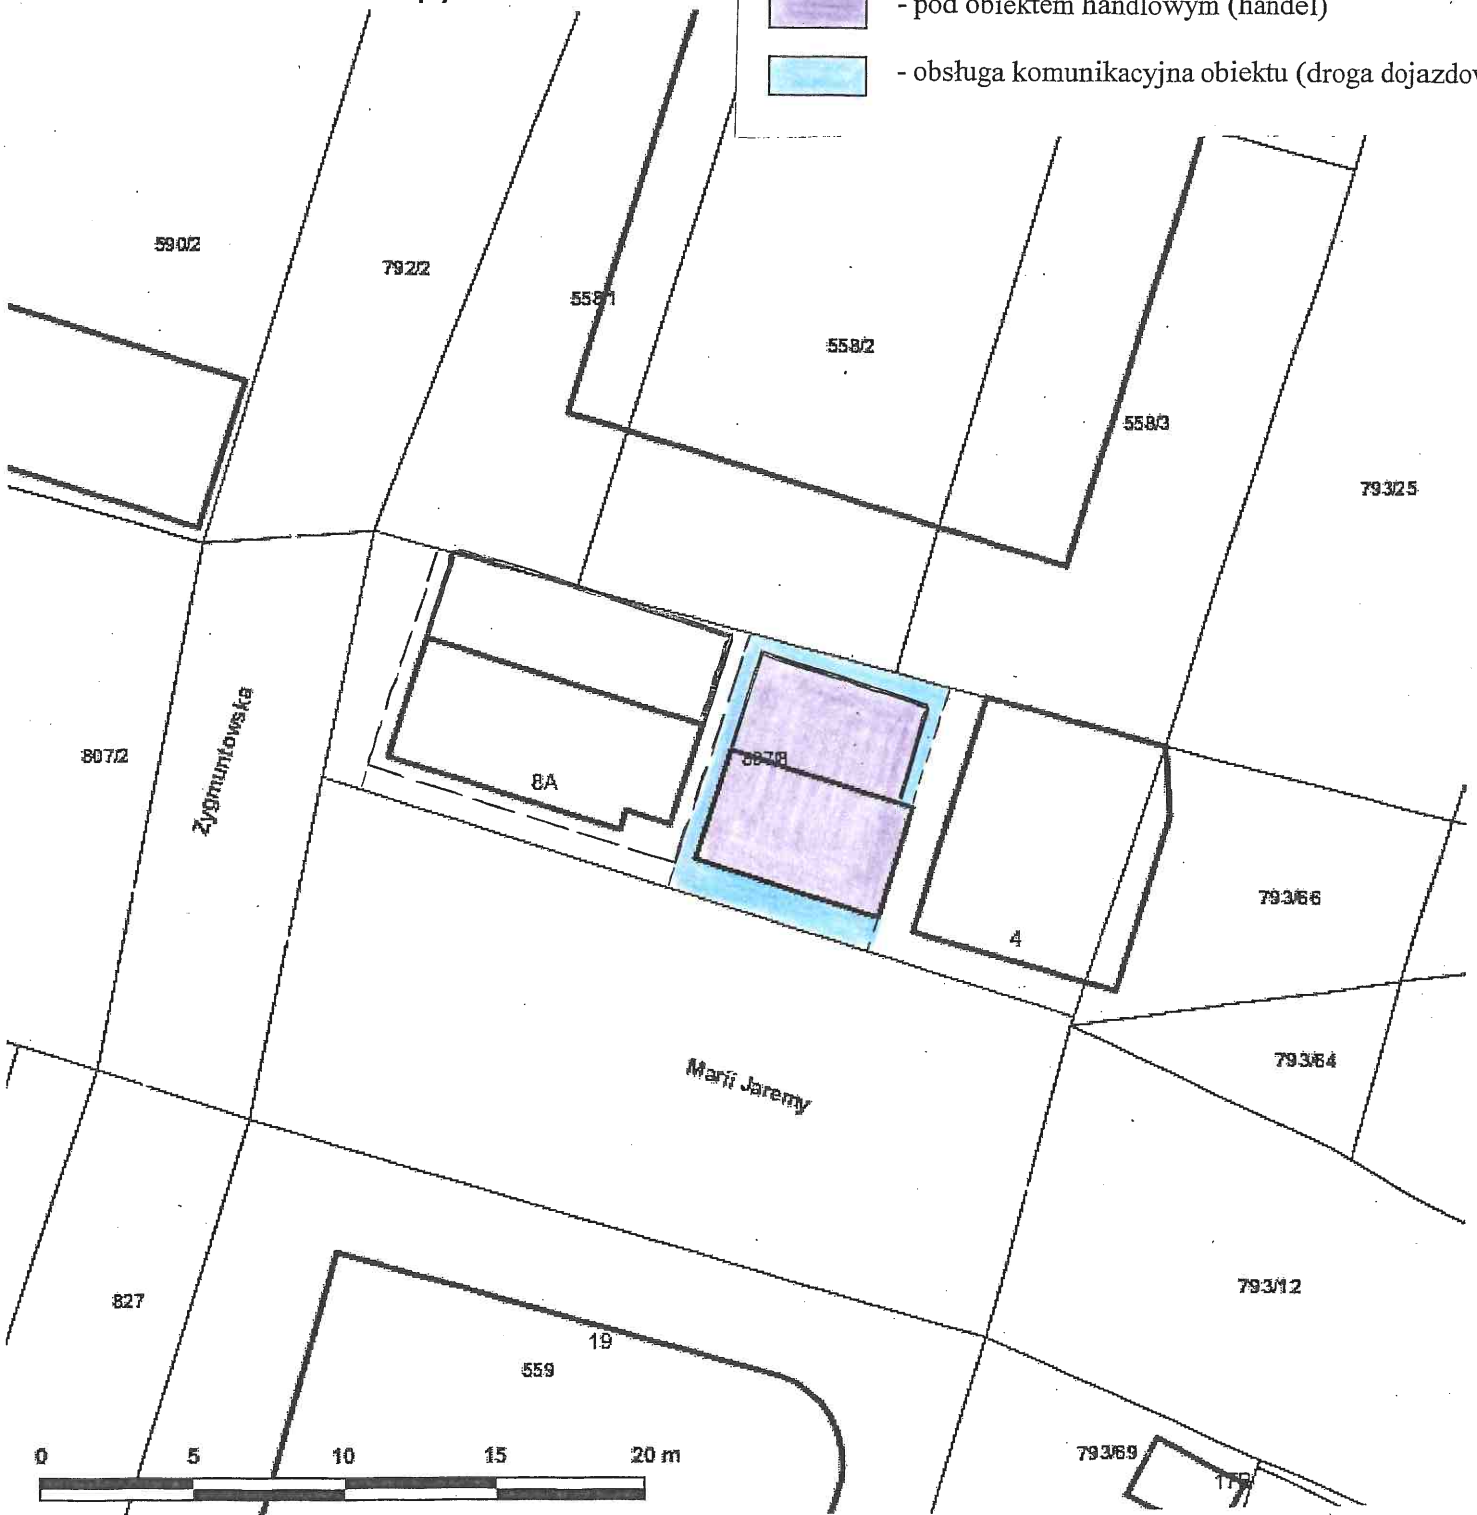 - pod obiektem handlowym (handel)
- obsługa komunikacyjna obiektu (droga
590/2
792/2
558/1
558/2
558/3
793/25
807/2
Zygmuntowska
8A
807/8
4
793/66
793/64
Marii Jaremy
793/12
827
19
559
0 5 10 15 20 m
793/69